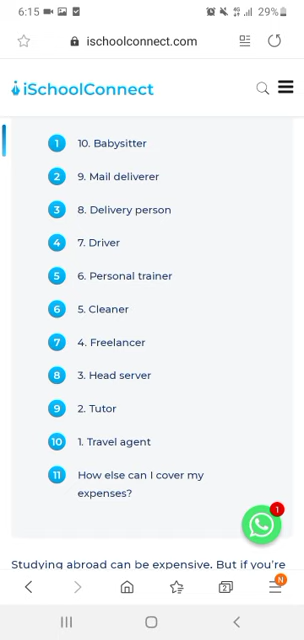 6:15
29%
ischoolconnect.com
iSchoolConnect
1 10. Babysitter
2 9. Mail deliverer
3 8. Delivery person
4 7. Driver
5 6. Personal trainer
6 5. Cleaner
7 4. Freelancer
8 3. Head server
9 2. Tutor
10 1. Travel agent
11 How else can I cover my
expenses?
1
Studying abroad can be expensive. But if you're
2
N